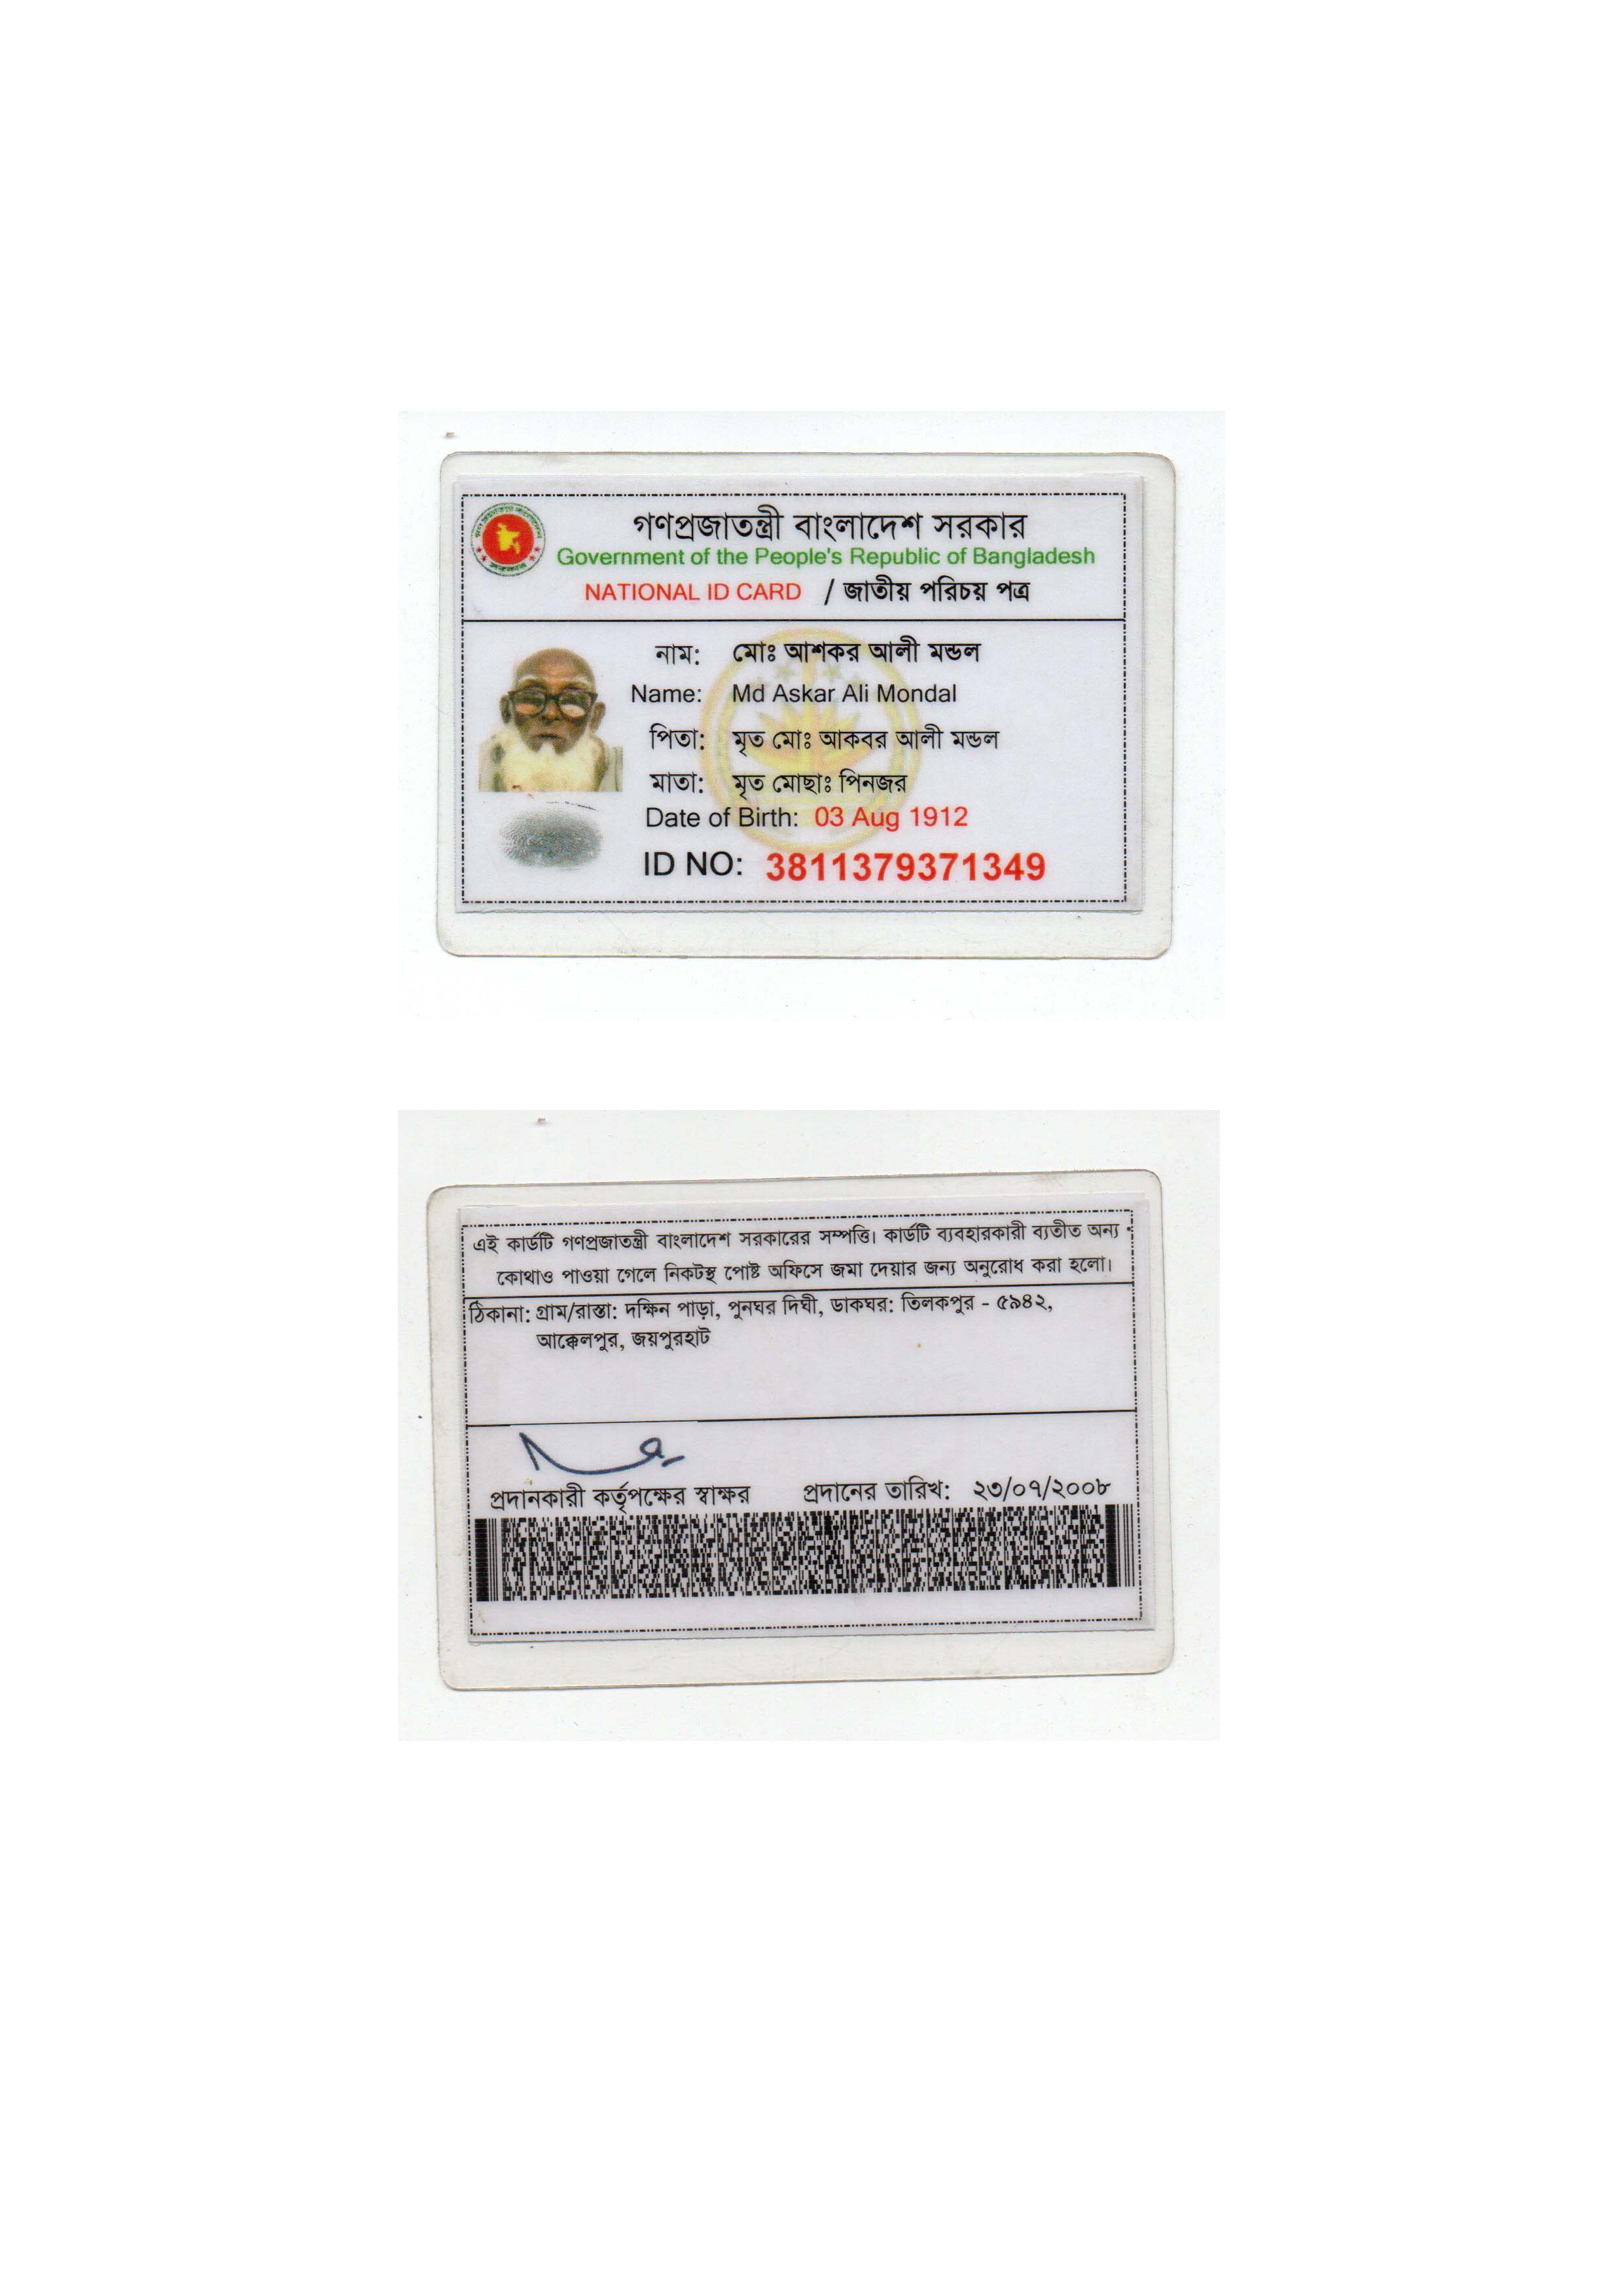 গণপ্রজাতন্ত্রী বাংলাদেশ সরকার
Government of the People's Republic of Bangladesh
NATIONAL ID CARD / জাতীয় পরিচয় পত্র
নাম: মোঃ আশকর আলী মন্ডল
Name: Md Askar Ali Mondal
পিতা: মৃত মোঃ আকবর আলী মন্ডল
মাতা: মৃত মোছাঃ পিনজর
Date of Birth: 03 Aug 1912
ID NO: 3811379371349
এই কার্ডটি গণপ্রজাতন্ত্রী বাংলাদেশ সরকারের সম্পত্তি। কার্ডটি ব্যবহারকারী ব্যতীত অন্য
কোথাও পাওয়া গেলে নিকটস্থ পোষ্ট অফিসে জমা দেয়ার জন্য অনুরোধ করা হলো।
ঠিকানা: গ্রাম/রাস্তা: দক্ষিন পাড়া, পুনঘর দিঘী, ডাকঘর: তিলকপুর - ৫৯৪২,
আক্কেলপুর, জয়পুরহাট
প্রদানকারী কর্তৃপক্ষের স্বাক্ষর প্রদানের তারিখ: ২৩/০৭/২০০৮